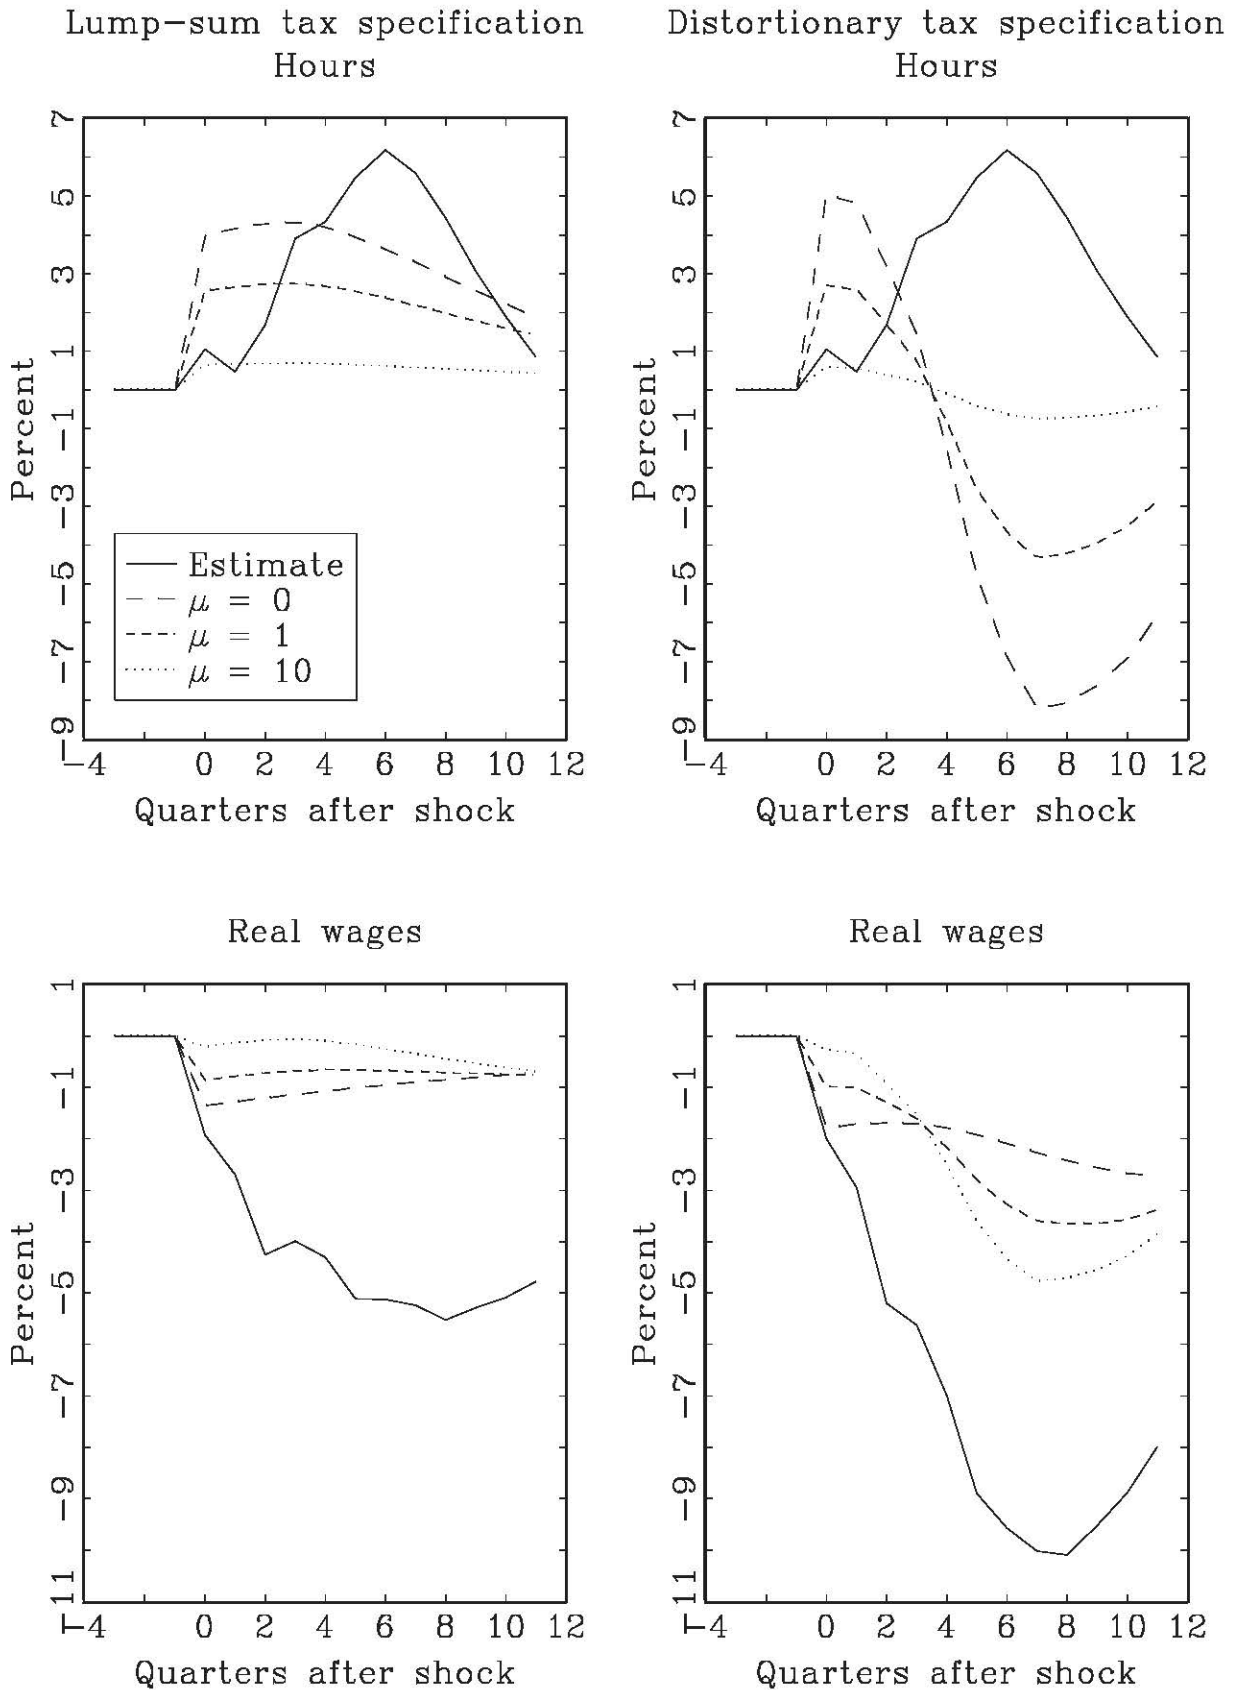 Lump-sum tax specification
Hours
Distortionary tax specification
Hours
7
5
3
1
-1
-3
-5
-7
-9
Percent
Estimate
μ = 0
μ = 1
μ = 10
-4 0 2 4 6 8 10 12
Quarters after shock
7
5
3
1
-1
-3
-5
-7
-9
Percent
-4 0 2 4 6 8 10 12
Quarters after shock
Real wages
1
-1
-3
-5
-7
-9
-11
Percent
-4 0 2 4 6 8 10 12
Quarters after shock
Real wages
1
-1
-3
-5
-7
-9
-11
Percent
-4 0 2 4 6 8 10 12
Quarters after shock